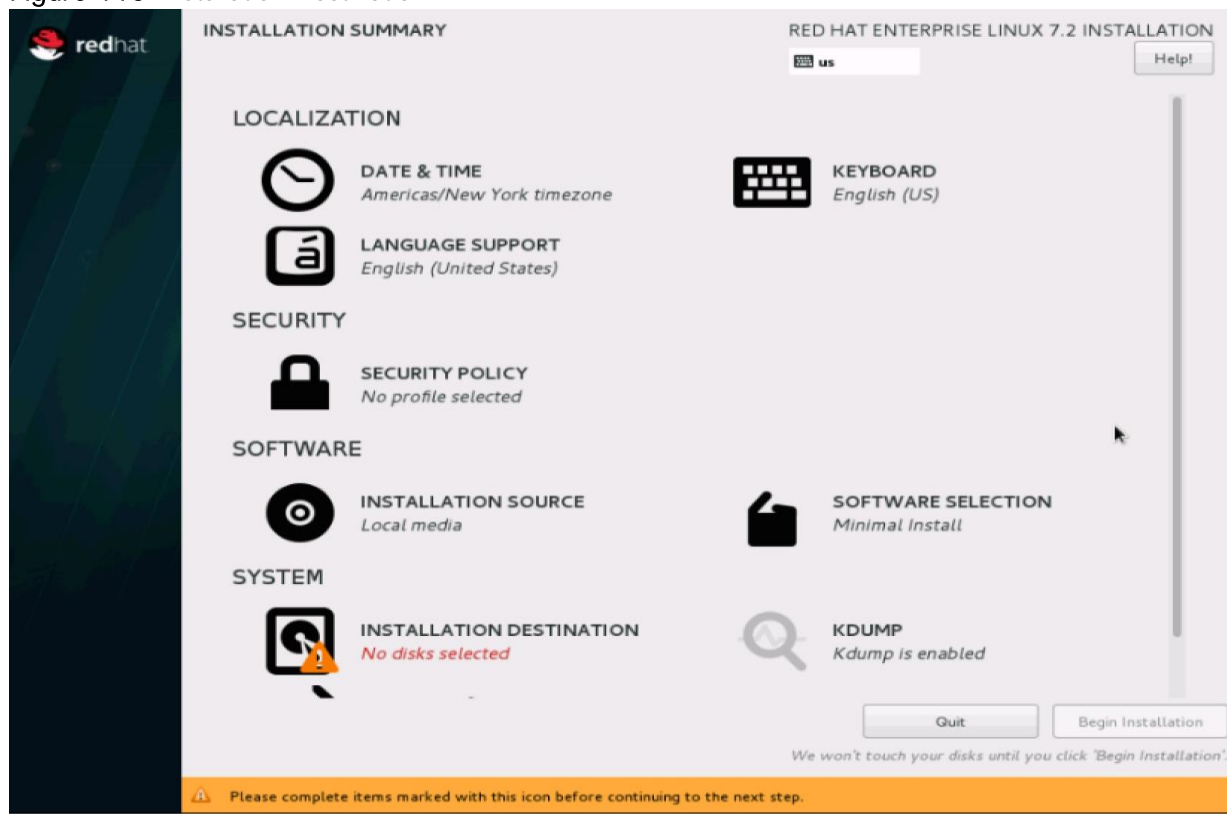 redhat
INSTALLATION SUMMARY
RED HAT ENTERPRISE LINUX 7.2 INSTALLATION
us
Help!
LOCALIZATION
DATE & TIME
Americas/New York timezone
KEYBOARD
English (US)
á
LANGUAGE SUPPORT
English (United States)
SECURITY
SECURITY POLICY
No profile selected
SOFTWARE
INSTALLATION SOURCE
Local media
SOFTWARE SELECTION
Minimal Install
SYSTEM
INSTALLATION DESTINATION
No disks selected
KDUMP
Kdump is enabled
Quit
Begin Installation
We won't touch your disks until you click 'Begin Installation'.
Please complete items marked with this icon before continuing to the next step.